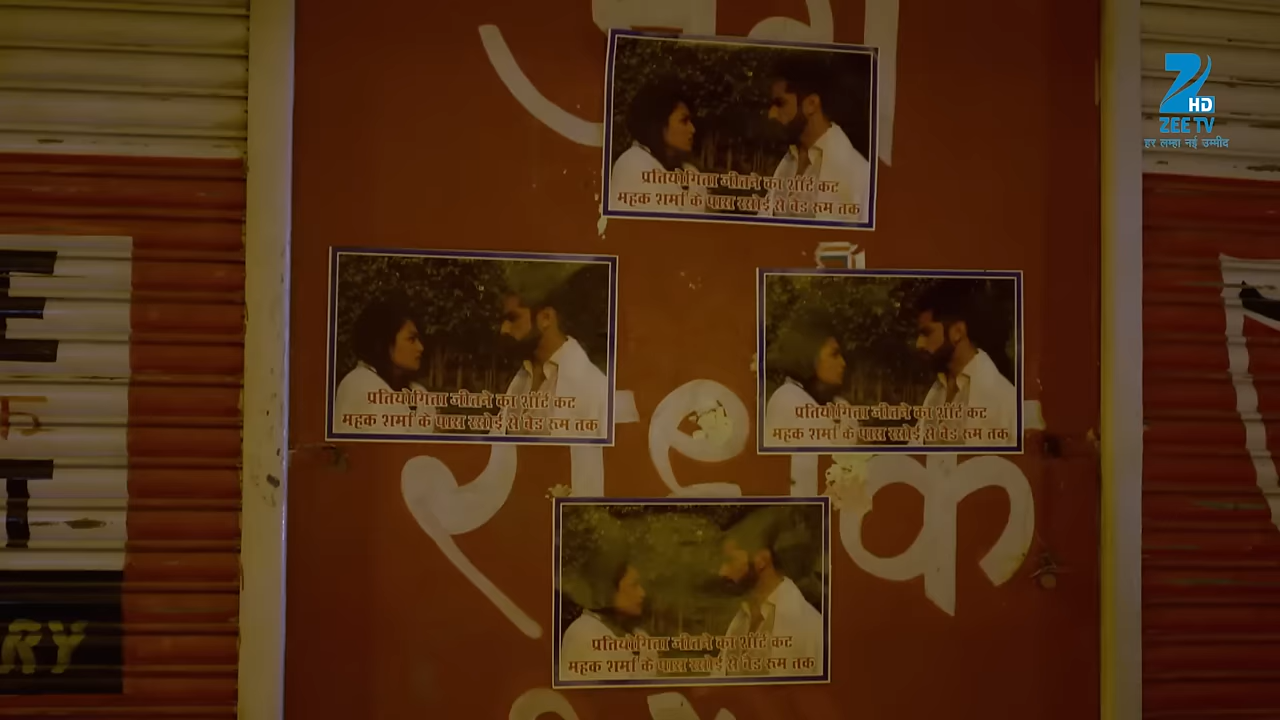 Z HD
ZEE TV
हर लम्हा नई उम्मीद
प्रतियोगिता जीतने का शॉर्ट कट
महक शर्मा के पास रसोई से बेड रूम तक
प्रतियोगिता जीतने का शॉर्ट कट
महक शर्मा के पास रसोई से बेड रूम तक
प्रतियोगिता जीतने का शॉर्ट कट
महक शर्मा के पास रसोई से बेड रूम तक
प्रतियोगिता जीतने का शॉर्ट कट
महक शर्मा के पास रसोई से बेड रूम तक
E
T
RY